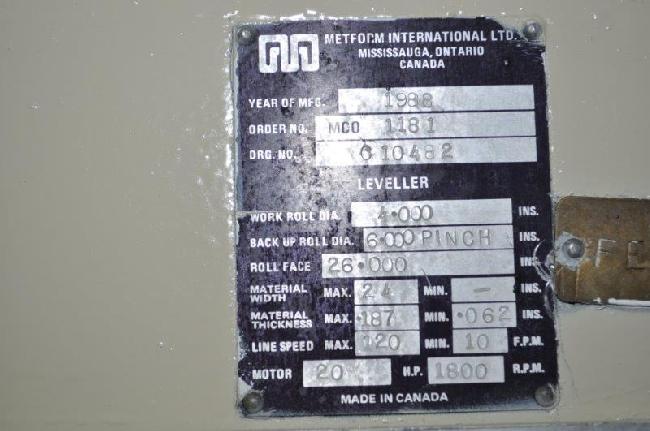 METFORM INTERNATIONAL LTD.
MISSISSAUGA, ONTARIO
CANADA
YEAR OF MFG. 1988
ORDER NO. MCO 1181
DRG. NO. 610482
LEVELLER
WORK ROLL DIA. 4.000 INS.
BACK UP ROLL DIA. 6.000 PINCH INS.
ROLL FACE 26.000 INS.
MATERIAL WIDTH MAX. 24 MIN. - INS.
MATERIAL THICKNESS MAX. .187 MIN. .062 INS.
LINE SPEED MAX. 120 MIN. 10 F.P.M.
MOTOR 20 H.P. 1800 R.P.M.
MADE IN CANADA